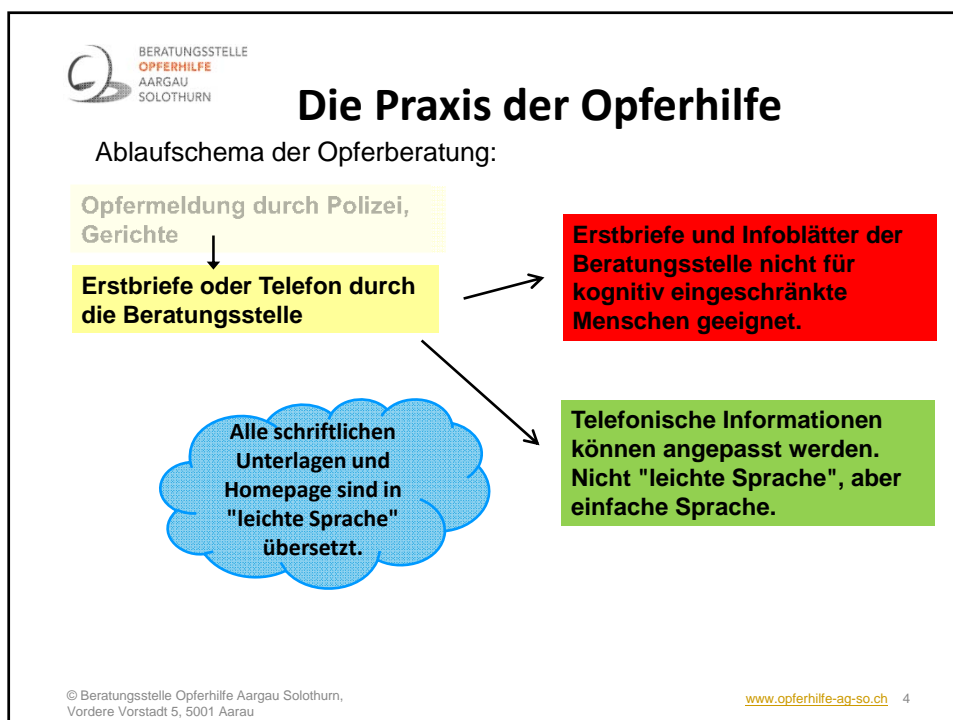 BERATUNGSSTELLE
OPFERHILFE
AARGAU
SOLOTHURN
Die Praxis der Opferhilfe
Ablaufschema der Opferberatung:
Opfermeldung durch Polizei,
Gerichte
Erstbriefe oder Telefon durch
die Beratungsstelle
Erstbriefe und Infoblätter der
Beratungsstelle nicht für
kognitiv eingeschränkte
Menschen geeignet.
Alle schriftlichen
Unterlagen und
Homepage sind in
"leichte Sprache"
übersetzt.
Telefonische Informationen
können angepasst werden.
Nicht "leichte Sprache", aber
einfache Sprache.
© Beratungsstelle Opferhilfe Aargau Solothurn,
Vordere Vorstadt 5, 5001 Aarau
www.opferhilfe-ag-so.ch 4